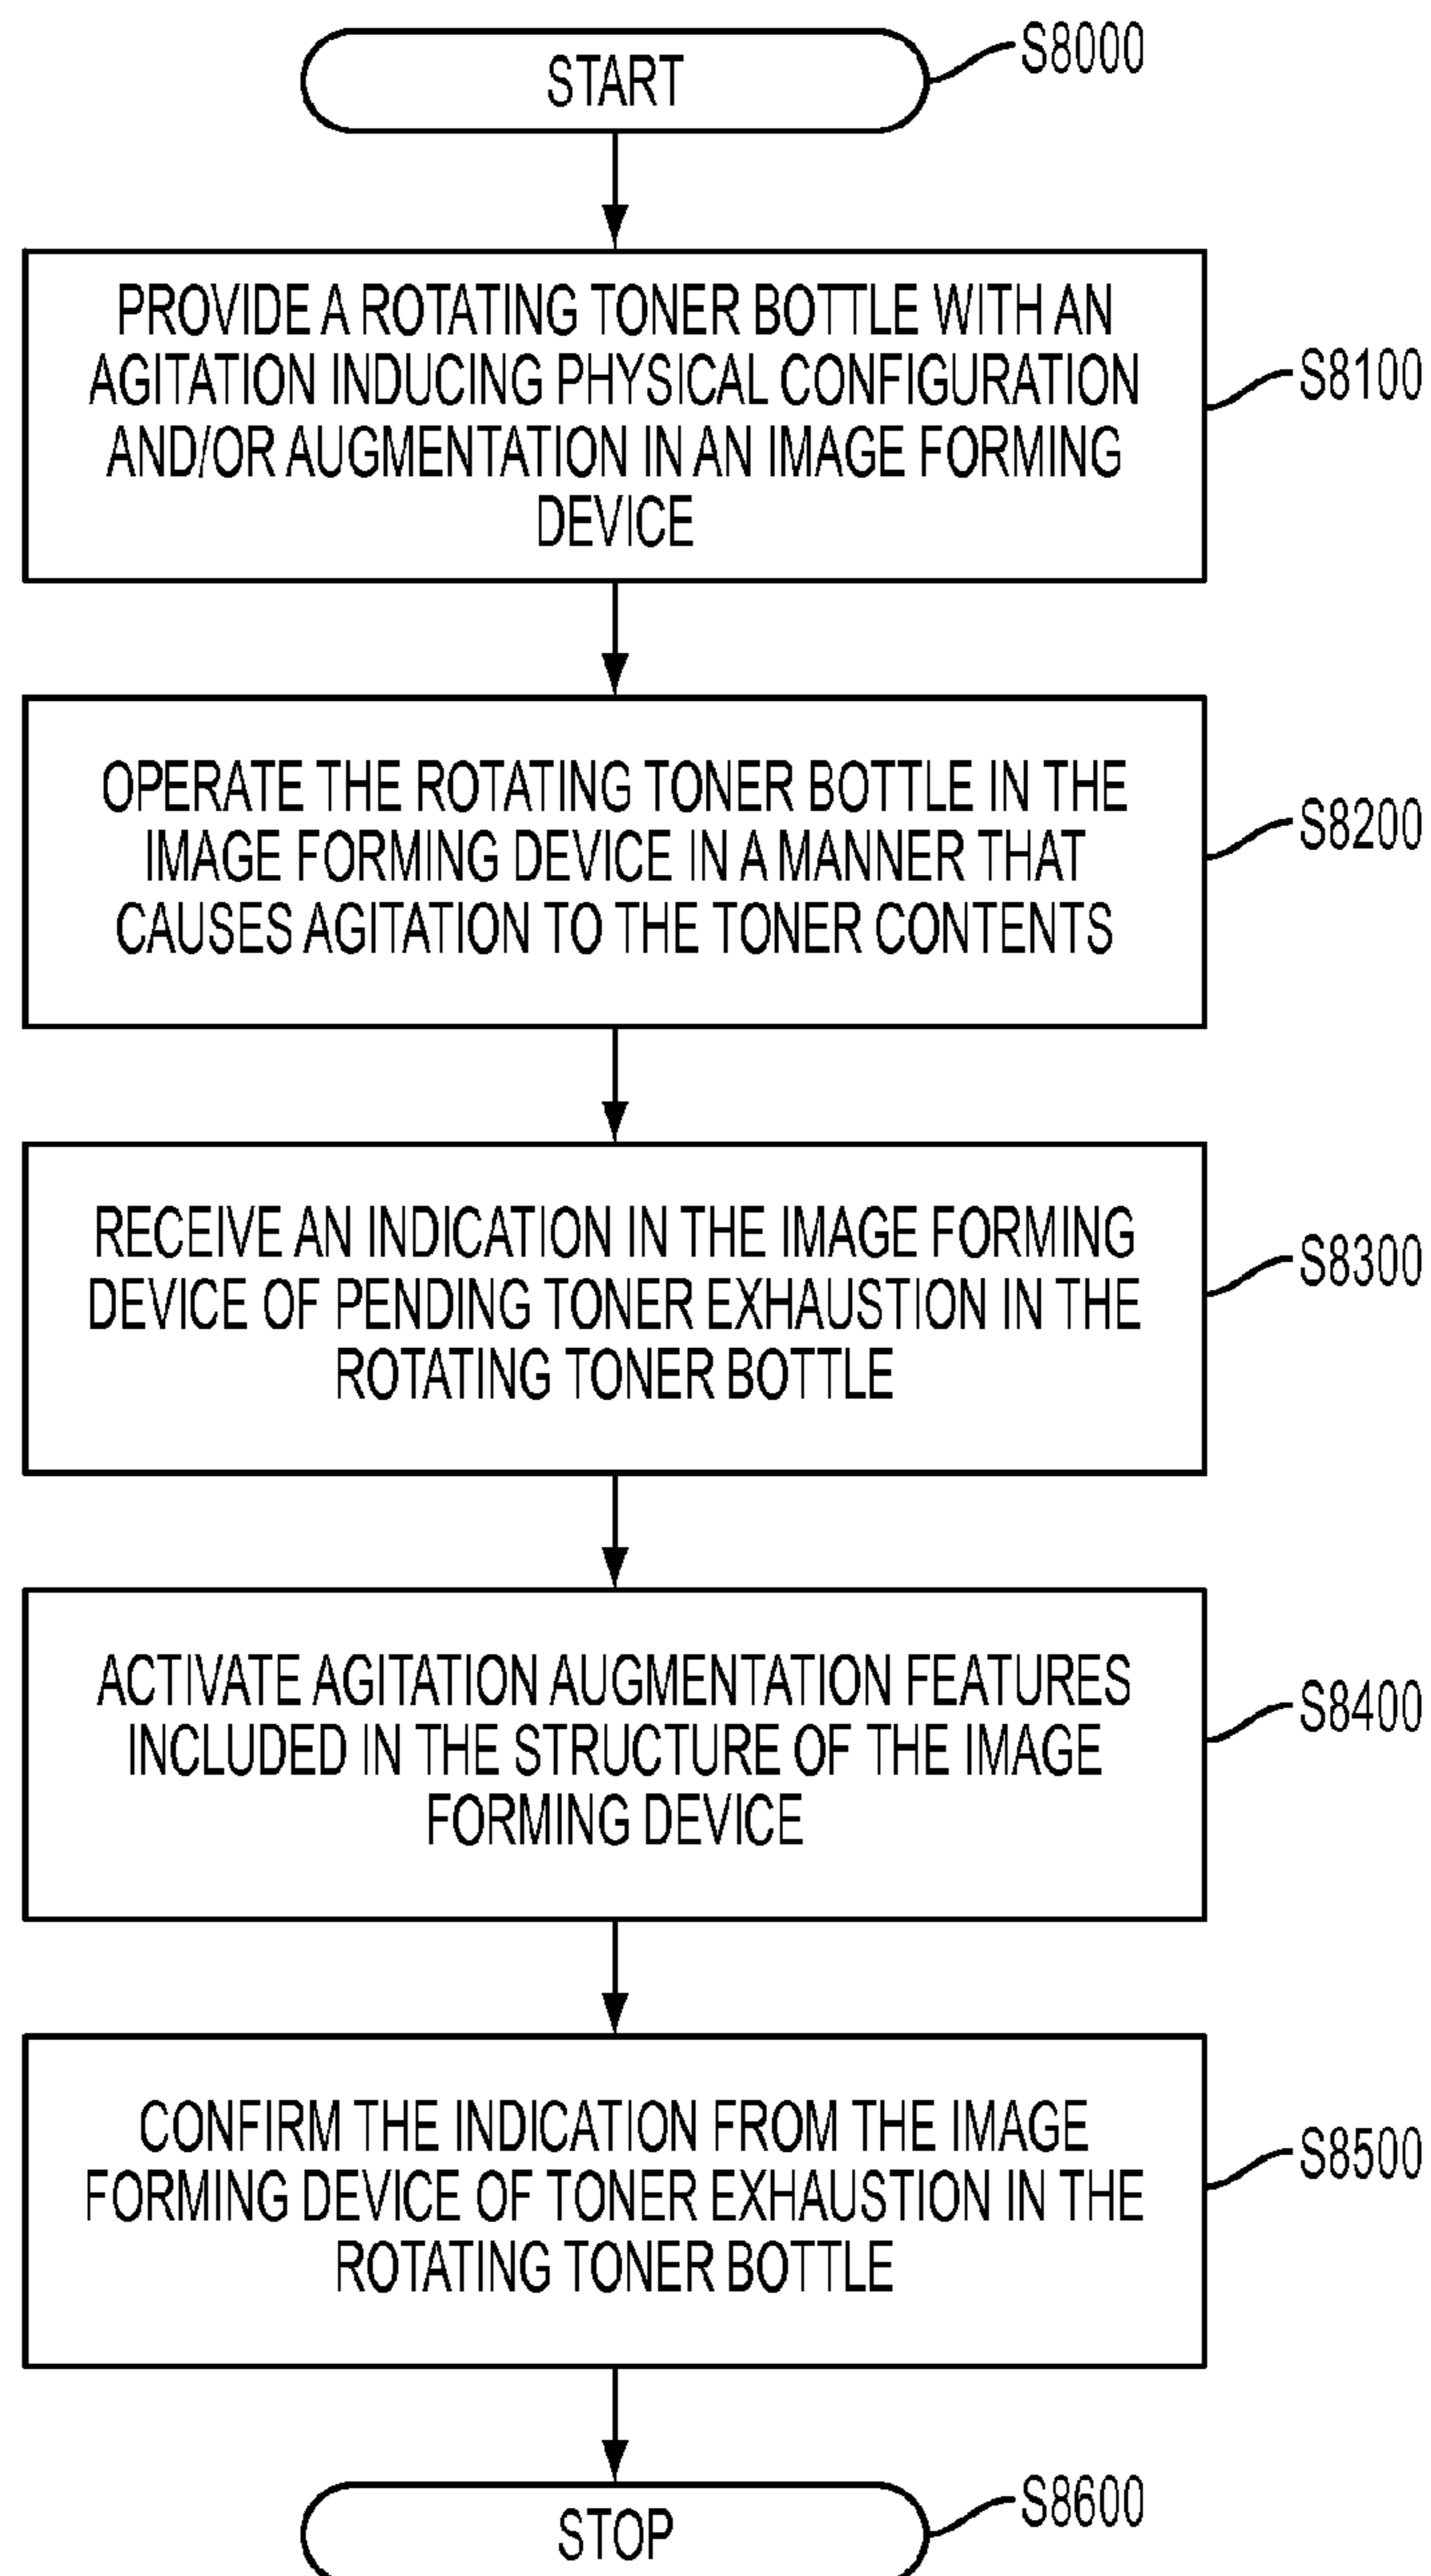 START
S8000
PROVIDE A ROTATING TONER BOTTLE WITH AN
AGITATION INDUCING PHYSICAL CONFIGURATION
AND/OR AUGMENTATION IN AN IMAGE FORMING
DEVICE
S8100
OPERATE THE ROTATING TONER BOTTLE IN THE
IMAGE FORMING DEVICE IN A MANNER THAT
CAUSES AGITATION TO THE TONER CONTENTS
S8200
RECEIVE AN INDICATION IN THE IMAGE FORMING
DEVICE OF PENDING TONER EXHAUSTION IN THE
ROTATING TONER BOTTLE
S8300
ACTIVATE AGITATION AUGMENTATION FEATURES
INCLUDED IN THE STRUCTURE OF THE IMAGE
FORMING DEVICE
S8400
CONFIRM THE INDICATION FROM THE IMAGE
FORMING DEVICE OF TONER EXHAUSTION IN THE
ROTATING TONER BOTTLE
S8500
STOP
S8600